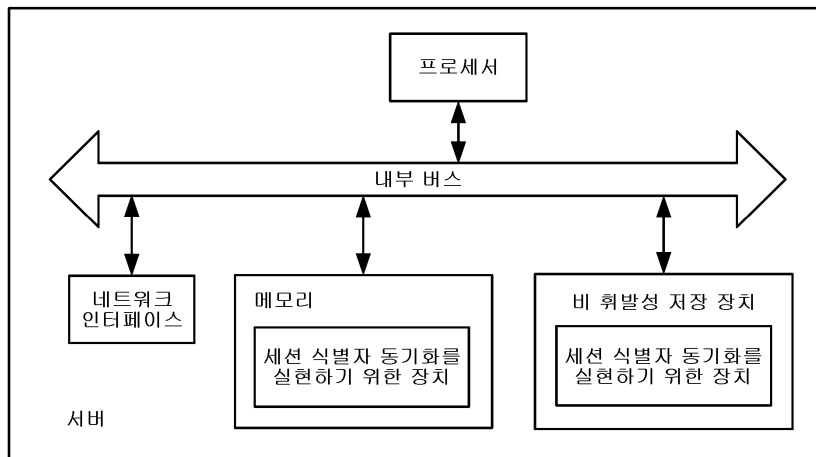 프로세서
내부 버스
네트워크
인터페이스
메모리
세션 식별자 동기화를
실현하기 위한 장치
비 휘발성 저장 장치
세션 식별자 동기화를
실현하기 위한 장치
서버